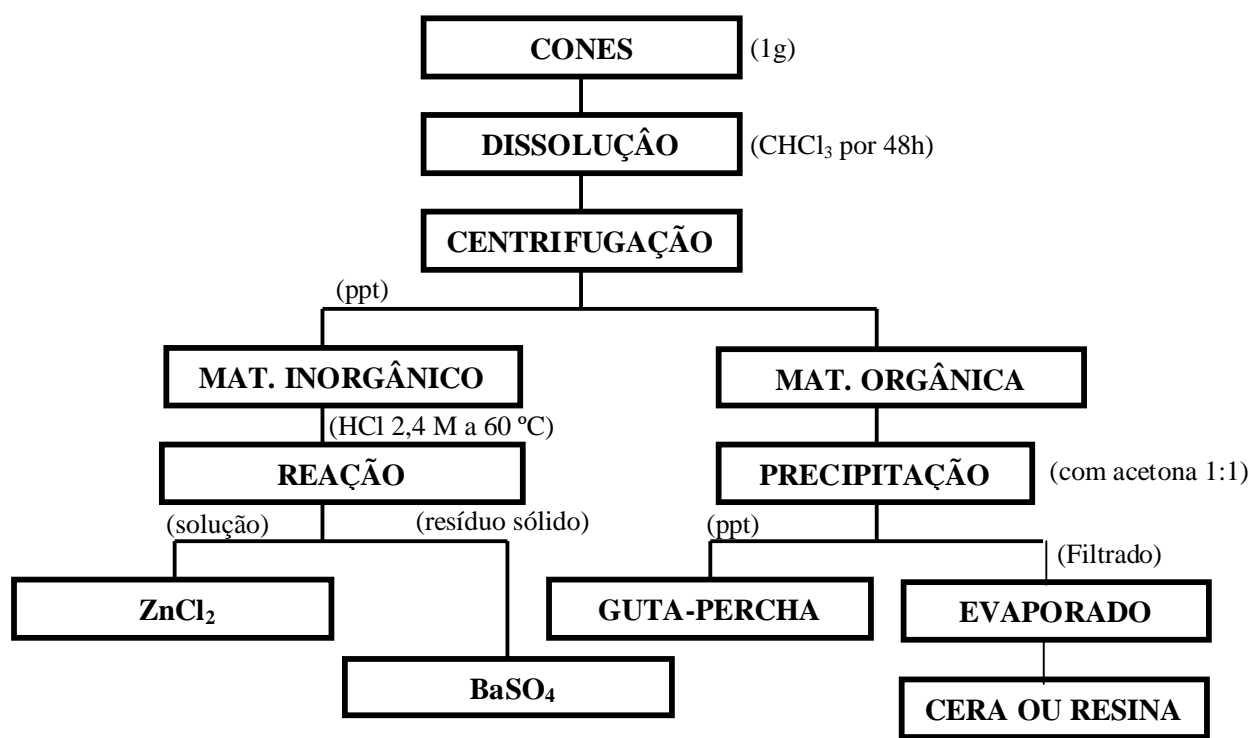 CONES (1g)
DISSOLUÇÂO (CHCl₃ por 48h)
CENTRIFUGAÇÃO
(ppt)
MAT. INORGÂNICO MAT. ORGÂNICA
(HCl 2,4 M a 60 ºC)
REAÇÃO PRECIPITAÇÃO (com acetona 1:1)
(solução) (resíduo sólido) (ppt)
(Filtrado)
ZnCl₂ GUTA-PERCHA EVAPORADO
BaSO₄ CERA OU RESINA